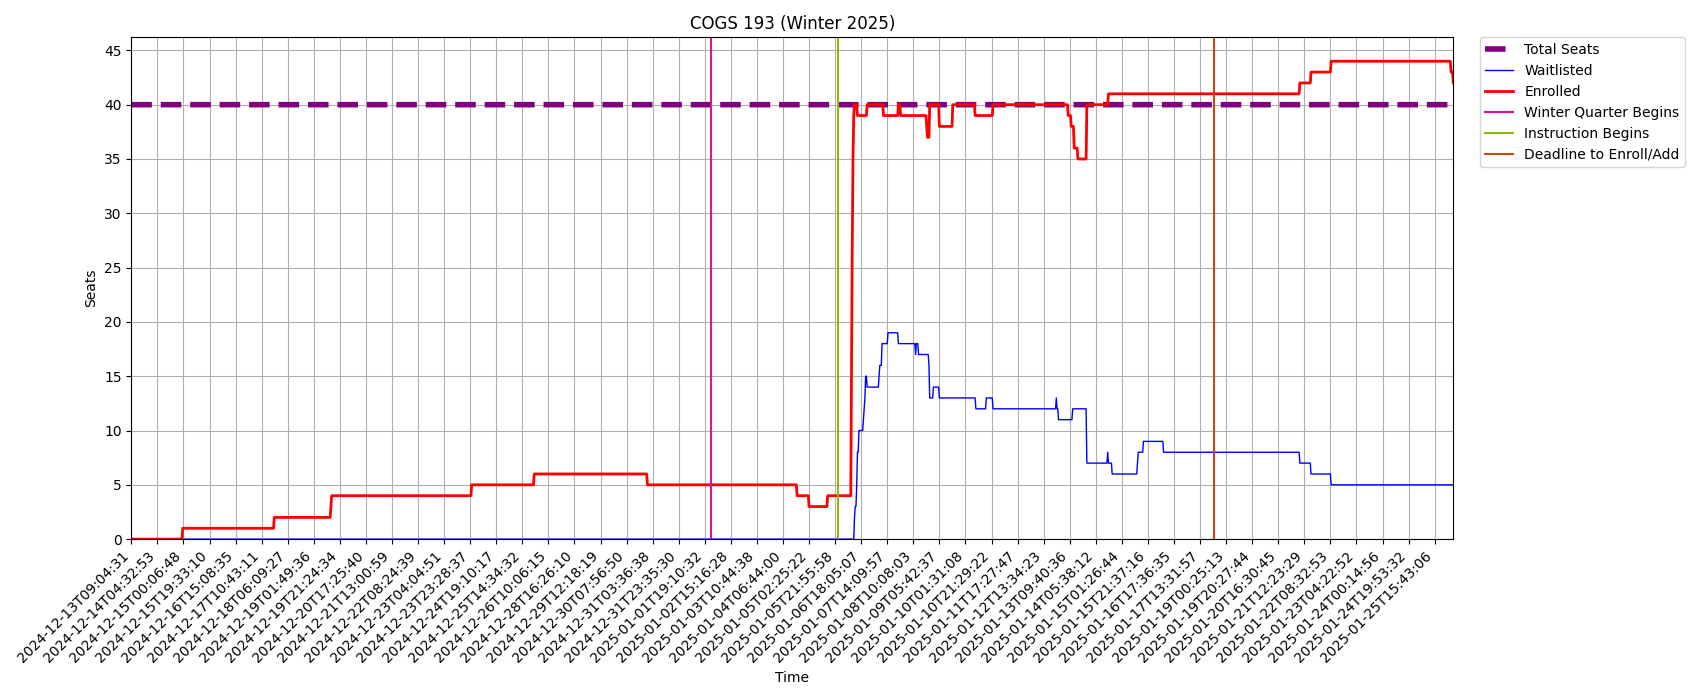 COGS 193 (Winter 2025)
45
40
35
30
25
20
15
10
5
0
Seats
Total Seats
Waitlisted
Enrolled
Winter Quarter Begins
Instruction Begins
Deadline to Enroll/Add
2024-12-13T09:04:31
2024-12-14T04:32:53
2024-12-15T00:06:48
2024-12-15T19:33:10
2024-12-16T15:08:35
2024-12-17T10:43:11
2024-12-18T06:09:27
2024-12-19T01:49:36
2024-12-19T21:24:34
2024-12-20T17:25:40
2024-12-21T13:00:59
2024-12-22T08:24:39
2024-12-23T04:04:51
2024-12-23T23:28:37
2024-12-24T19:10:17
2024-12-25T14:34:32
2024-12-26T10:06:15
2024-12-28T16:26:10
2024-12-29T12:18:19
2024-12-30T07:56:50
2024-12-31T03:36:38
2024-12-31T23:35:30
2025-01-01T19:10:32
2025-01-02T15:16:28
2025-01-03T10:44:38
2025-01-04T06:44:00
2025-01-05T02:25:22
2025-01-05T21:55:58
2025-01-06T18:05:07
2025-01-07T14:09:57
2025-01-08T10:08:03
2025-01-09T05:42:37
2025-01-10T01:31:08
2025-01-10T21:29:22
2025-01-11T17:27:47
2025-01-12T13:34:23
2025-01-13T09:40:36
2025-01-14T05:38:12
2025-01-15T01:26:44
2025-01-15T21:37:16
2025-01-16T17:36:35
2025-01-17T13:31:57
2025-01-19T00:25:13
2025-01-19T20:27:44
2025-01-20T16:30:45
2025-01-21T12:23:29
2025-01-22T08:32:53
2025-01-23T04:22:52
2025-01-24T00:14:56
2025-01-24T19:53:32
2025-01-25T15:43:06
Time